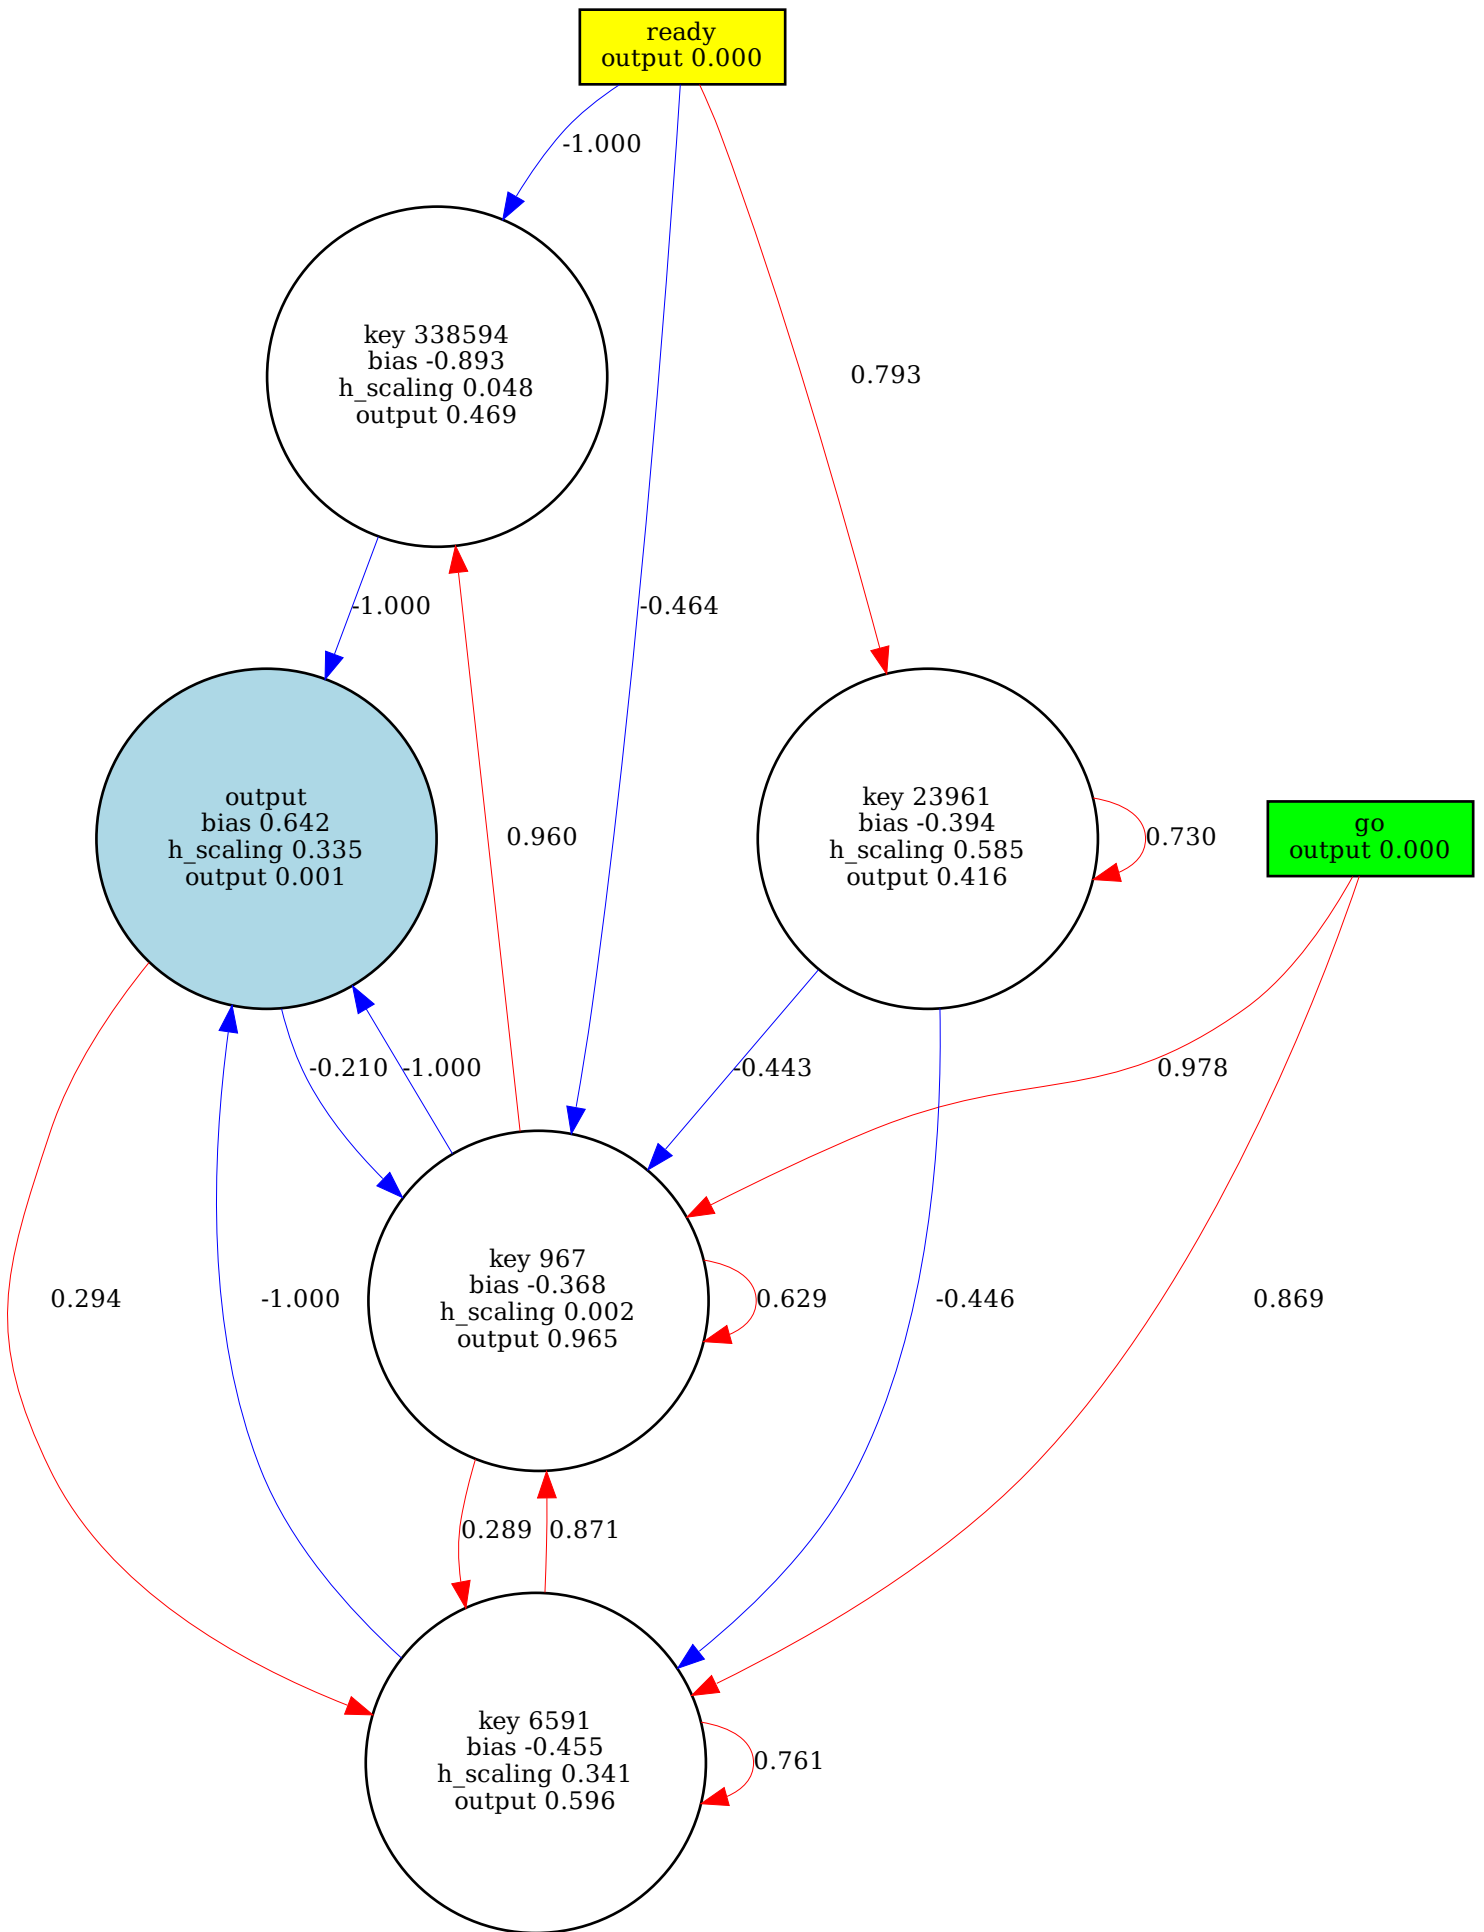 ready
output 0.000
-1.000
key 338594
bias -0.893
h_scaling 0.048
output 0.469
0.793
-1.000
-0.464
output
bias 0.642
h_scaling 0.335
output 0.001
0.960
key 23961
bias -0.394
h_scaling 0.585
output 0.416
0.730
go
output 0.000
-0.210
-1.000
-0.443
0.978
0.294
-1.000
key 967
bias -0.368
h_scaling 0.002
output 0.965
0.629
-0.446
0.869
0.289
0.871
key 6591
bias -0.455
h_scaling 0.341
output 0.596
0.761